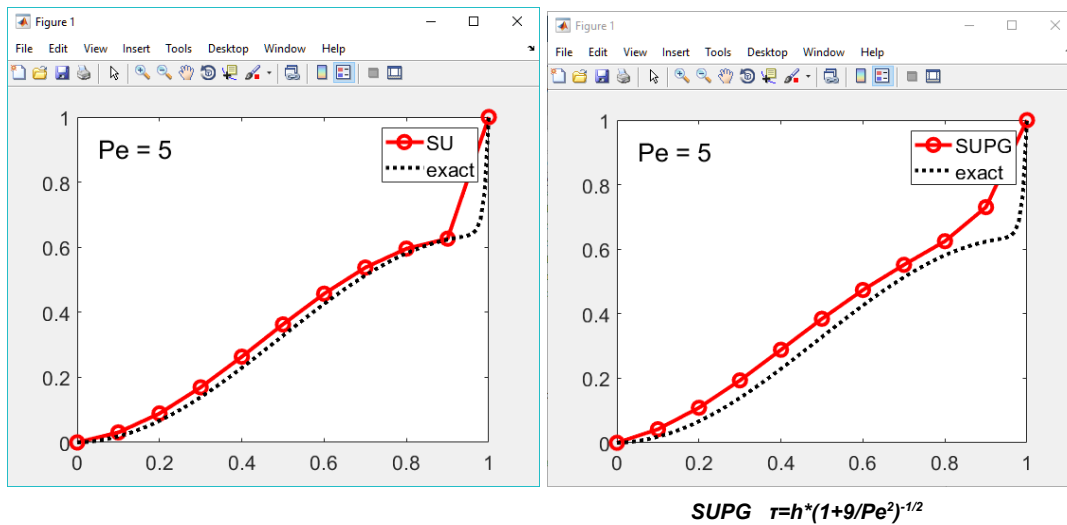 Figure 1
File Edit View Insert Tools Desktop Window Help
1
0.8
0.6
0.4
0.2
0
0 0.2 0.4 0.6 0.8 1
Pe = 5
SU
exact
Figure 1
File Edit View Insert Tools Desktop Window Help
1
0.8
0.6
0.4
0.2
0
0 0.2 0.4 0.6 0.8 1
Pe = 5
SUPG
exact
SUPG τ=h*(1+9/Pe²)⁻¹/²